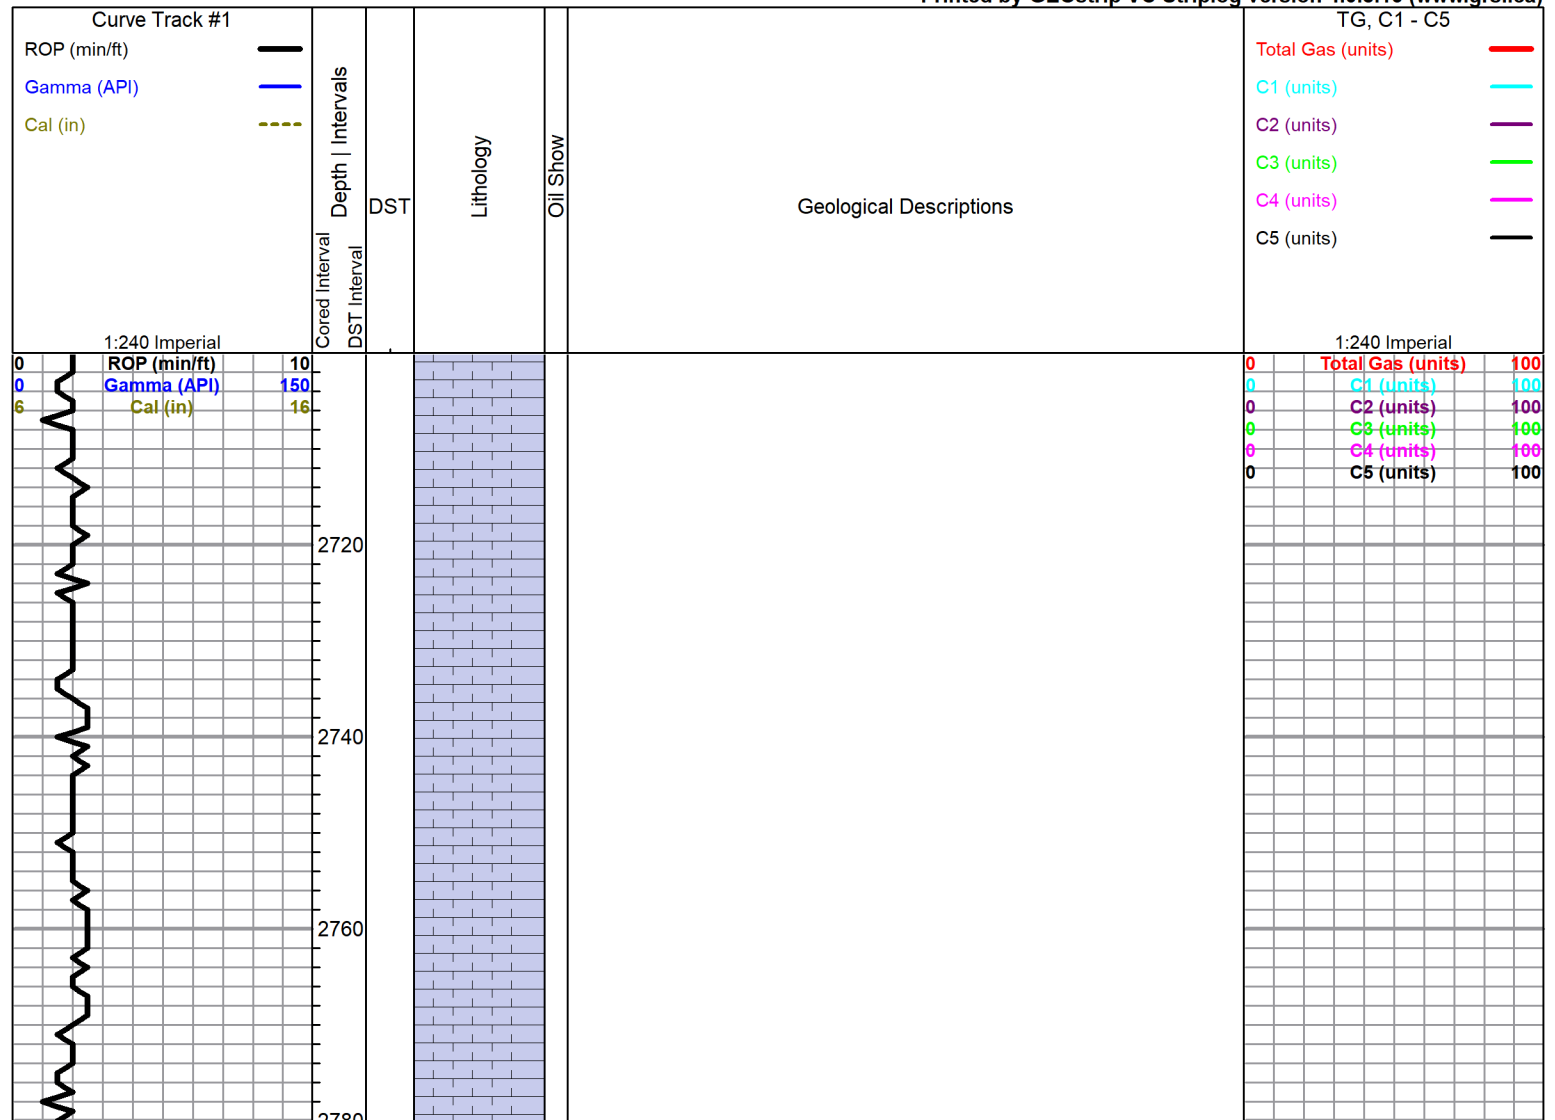 Curve Track #1
ROP (min/ft)
Gamma (API)
Cal (in)
1:240 Imperial
Cored Interval
Depth | Intervals
DST Interval
DST
Lithology
Oil Show
Geological Descriptions
TG, C1 - C5
Total Gas (units)
C1 (units)
C2 (units)
C3 (units)
C4 (units)
C5 (units)
1:240 Imperial
0 ROP (min/ft) 10
0 Gamma (API) 150
6 Cal (in) 16
0 Total Gas (units) 100
0 C1 (units) 100
0 C2 (units) 100
0 C3 (units) 100
0 C4 (units) 100
0 C5 (units) 100
2720
2740
2760
2780